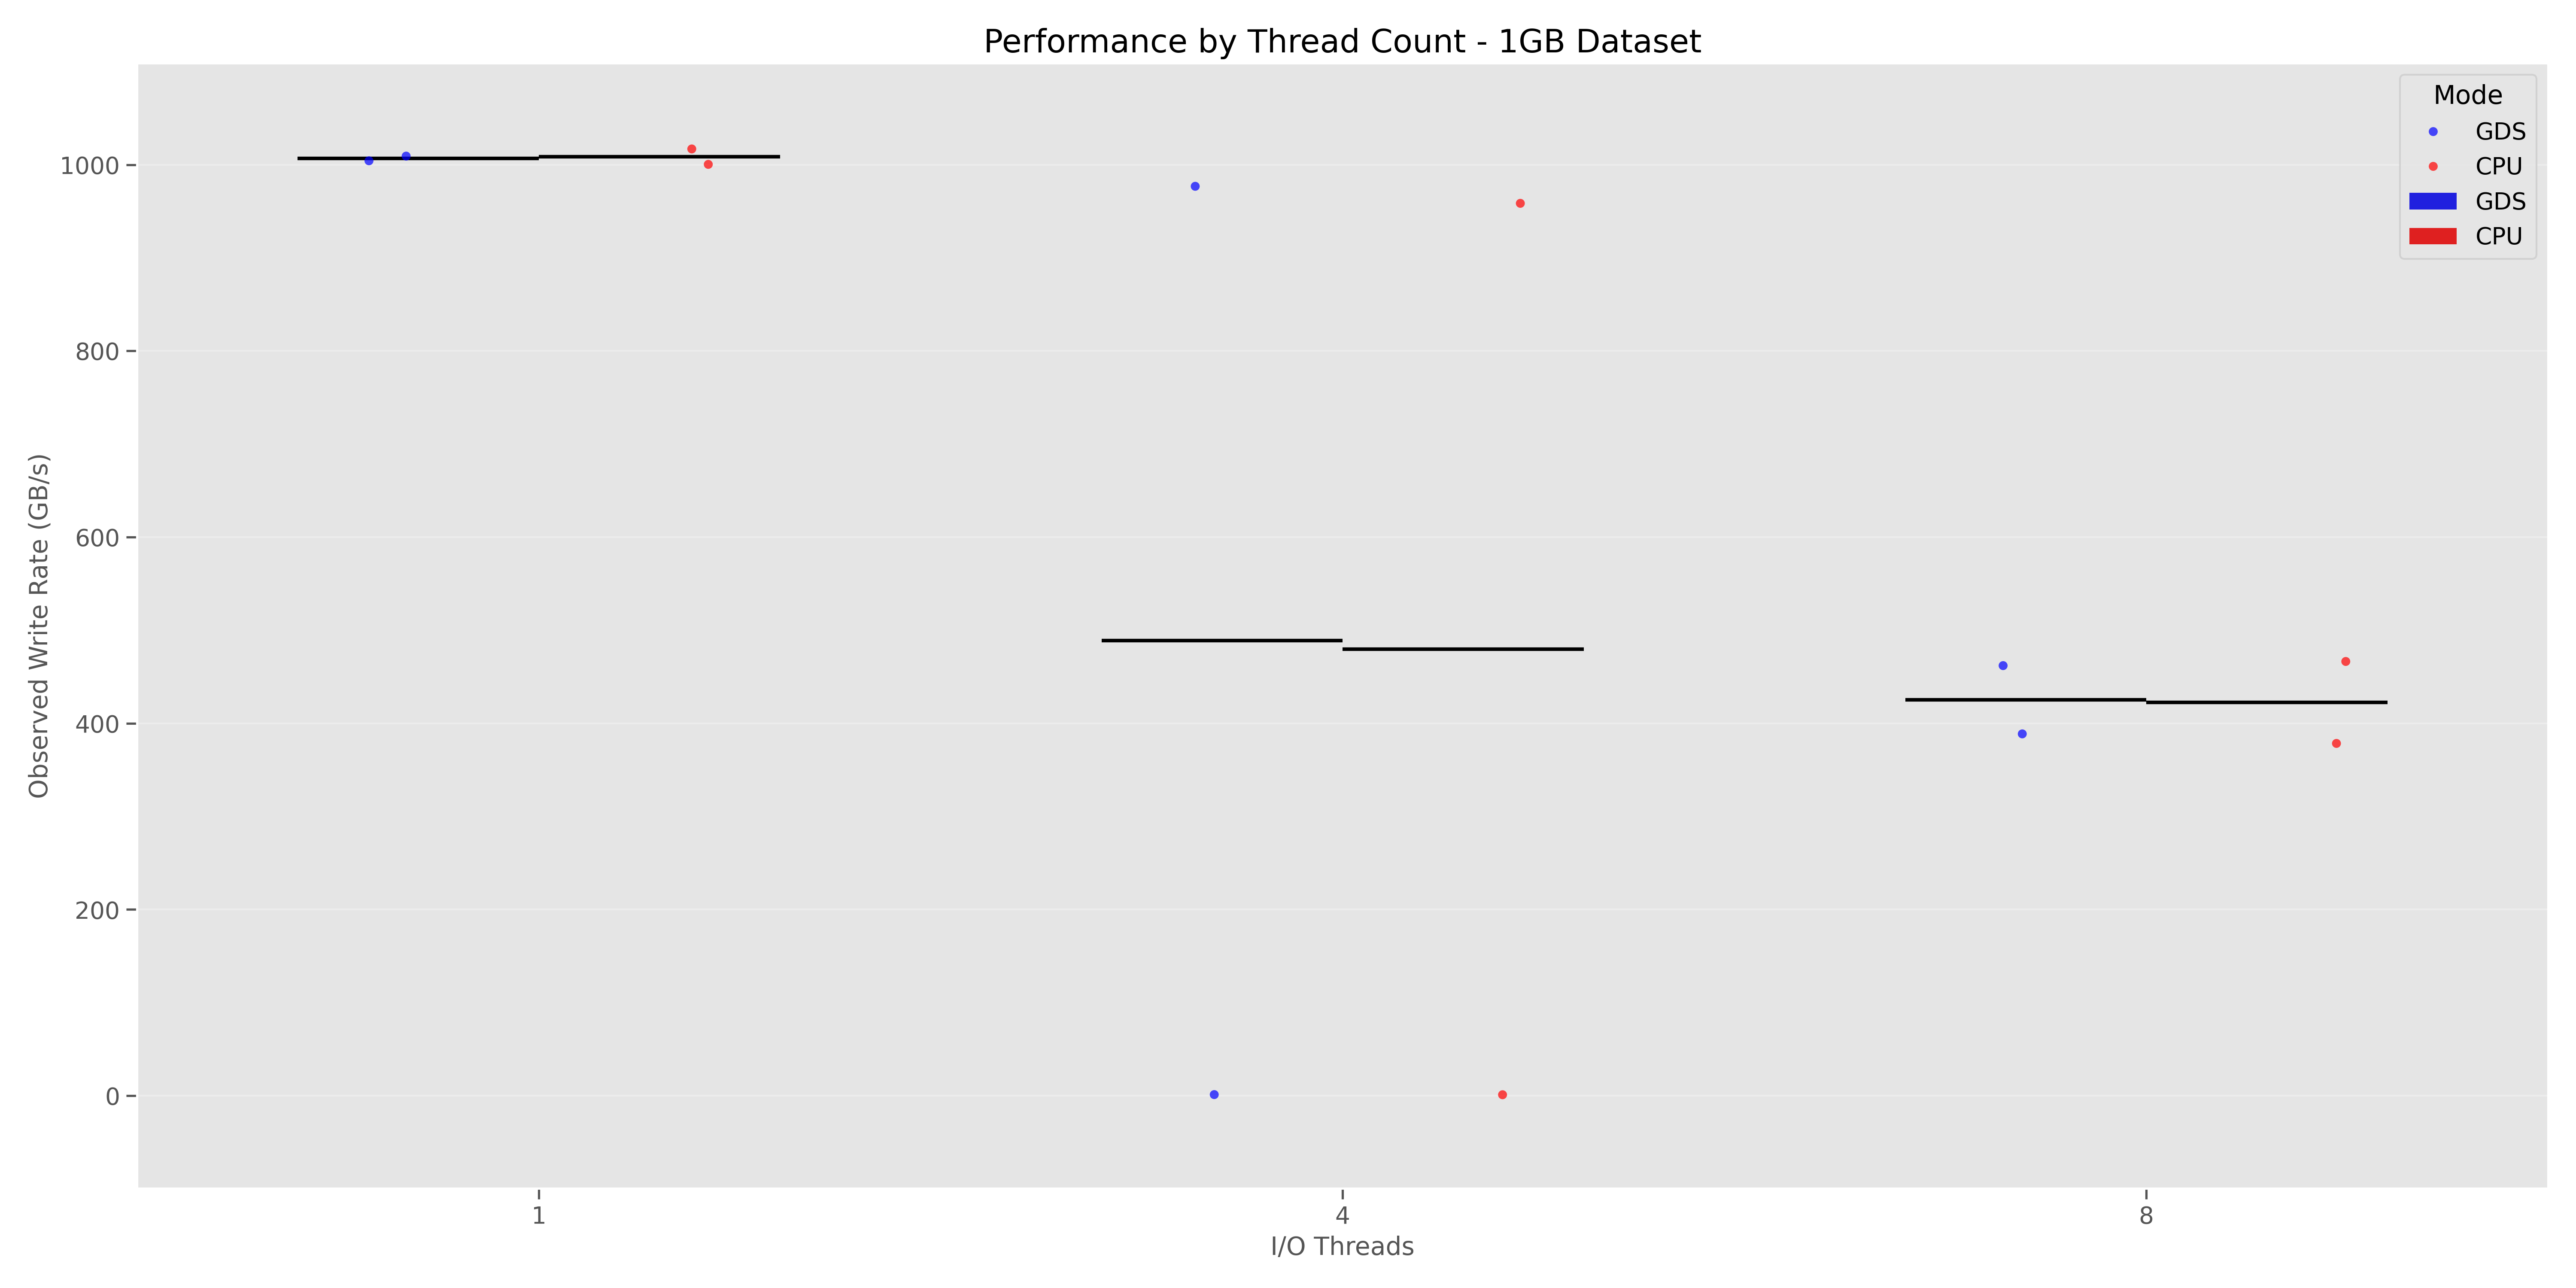 Performance by Thread Count - 1GB Dataset
Mode
GDS
CPU
GDS
CPU
Observed Write Rate (GB/s)
1000
800
600
400
200
0
1
4
8
I/O Threads